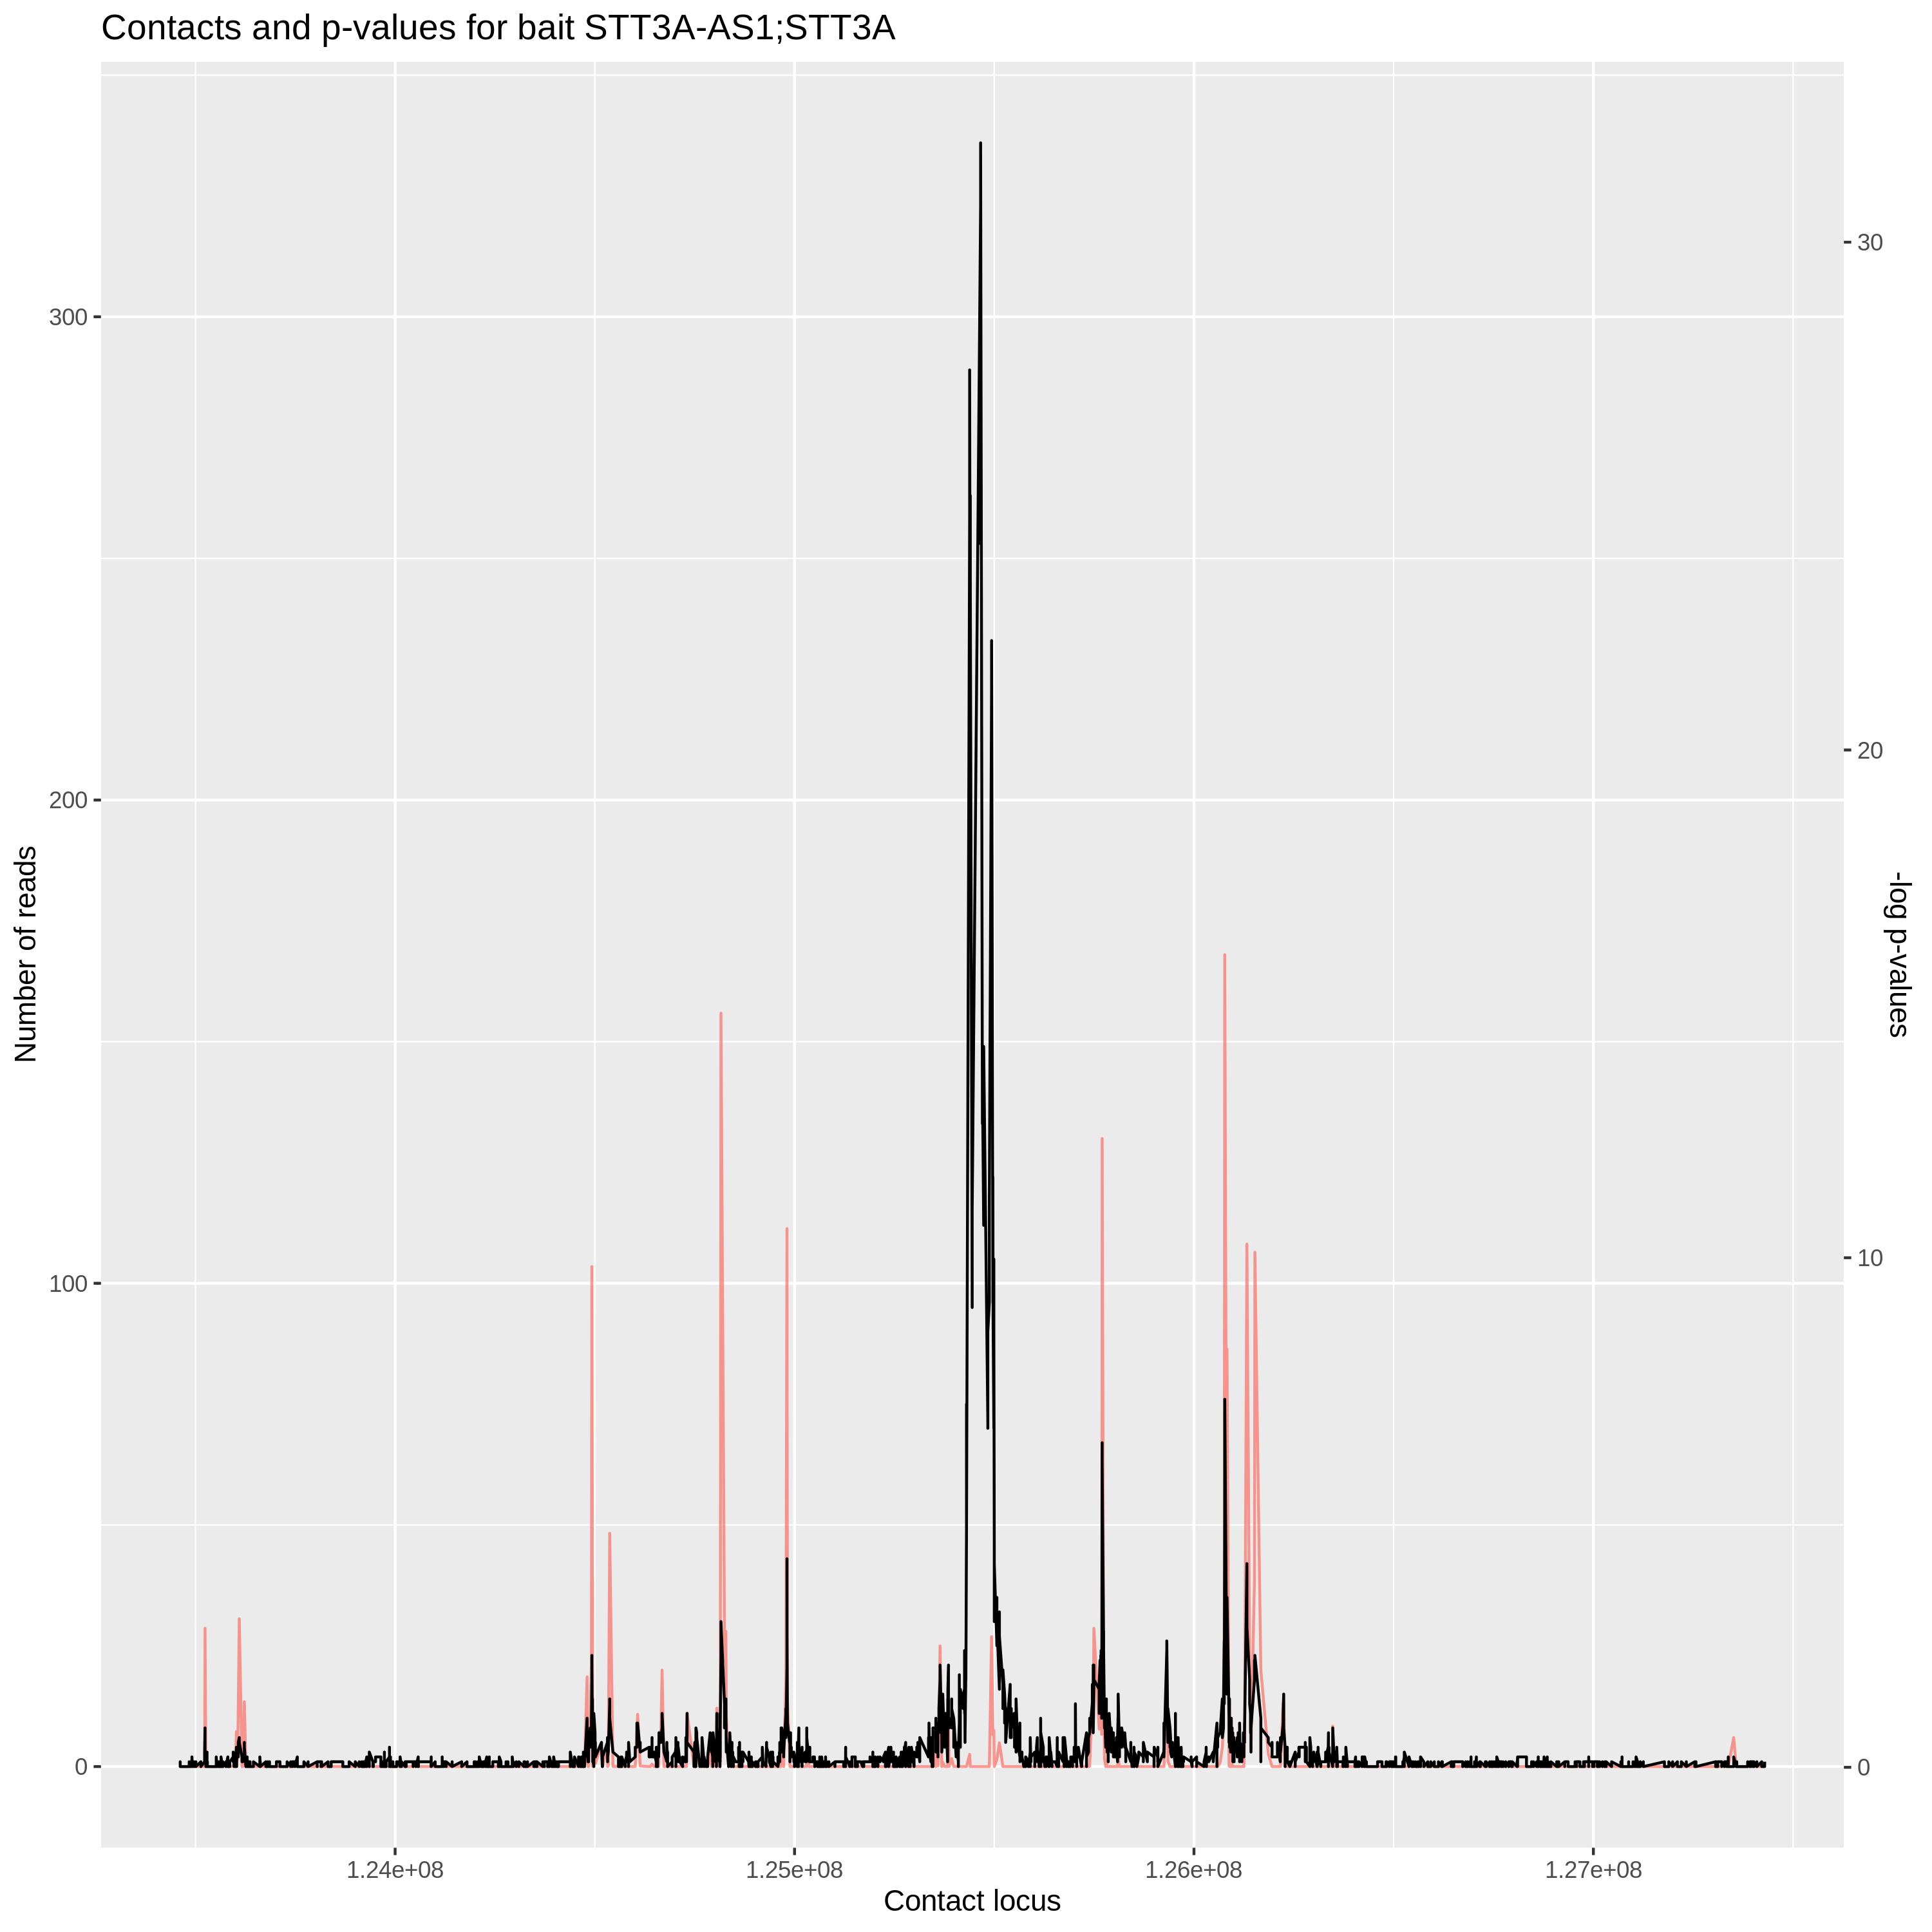 Contacts and p-values for bait STT3A-AS1;STT3A
300
200
100
0
Number of reads
30
20
10
0
-log p-values
1.24e+08
1.25e+08
1.26e+08
1.27e+08
Contact locus